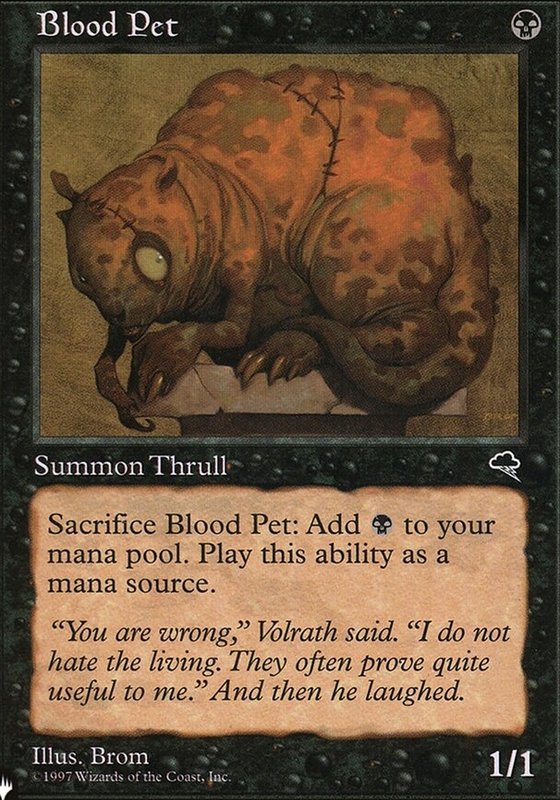 Blood Pet
Summon Thrull
Sacrifice Blood Pet: Add to your
mana pool. Play this ability as a
mana source.
“You are wrong,” Volrath said. “I do not
hate the living. They often prove quite
useful to me.” And then he laughed.
Illus. Brom
©1997 Wizards of the Coast, Inc.
1/1